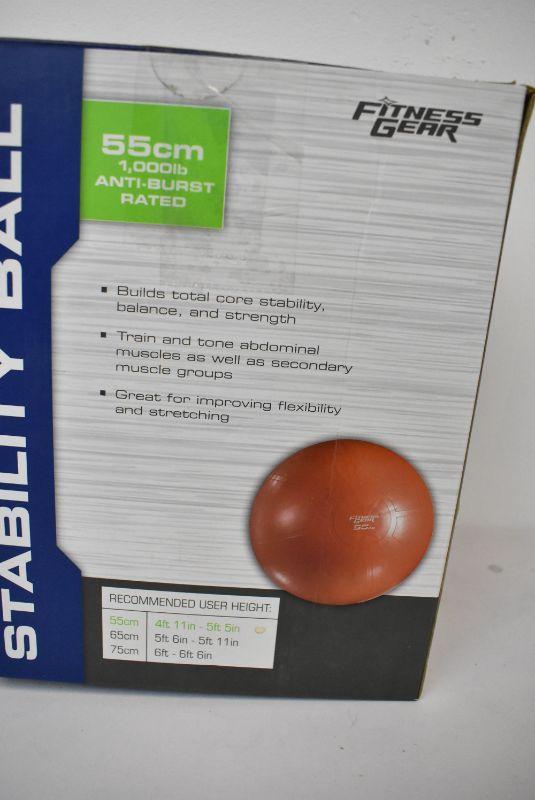 STABILITY BALL
FITNESS
GEAR
55cm
1,000lb
ANTI-BURST
RATED
▪ Builds total core stability,
balance, and strength
▪ Train and tone abdominal
muscles as well as secondary
muscle groups
▪ Great for improving flexibility
and stretching
FITNESS
GEAR
RECOMMENDED USER HEIGHT:
55cm 4ft 11in - 5ft 5in
65cm 5ft 6in - 5ft 11in
75cm 6ft - 6ft 6in